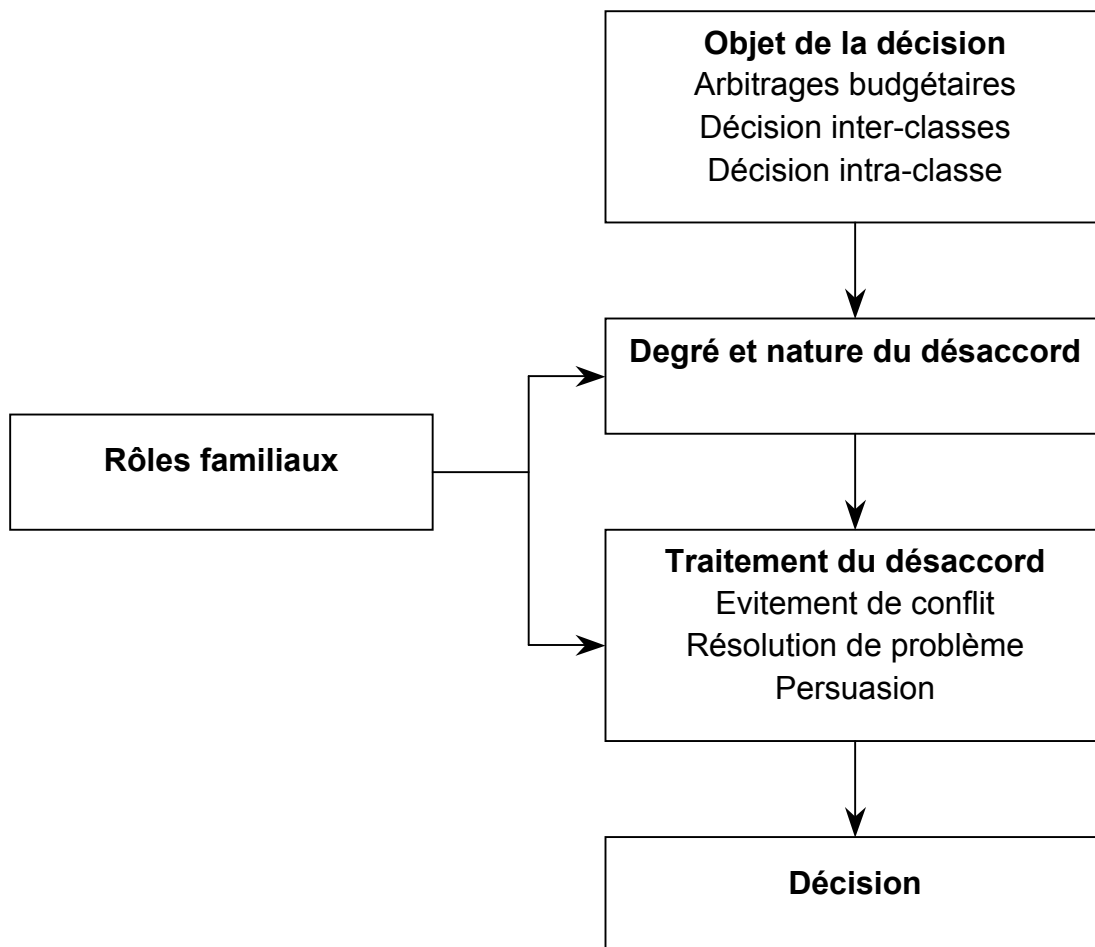 Objet de la décision
Arbitrages budgétaires
Décision inter-classes
Décision intra-classe
Degré et nature du désaccord
Rôles familiaux
Traitement du désaccord
Evitement de conflit
Résolution de problème
Persuasion
Décision